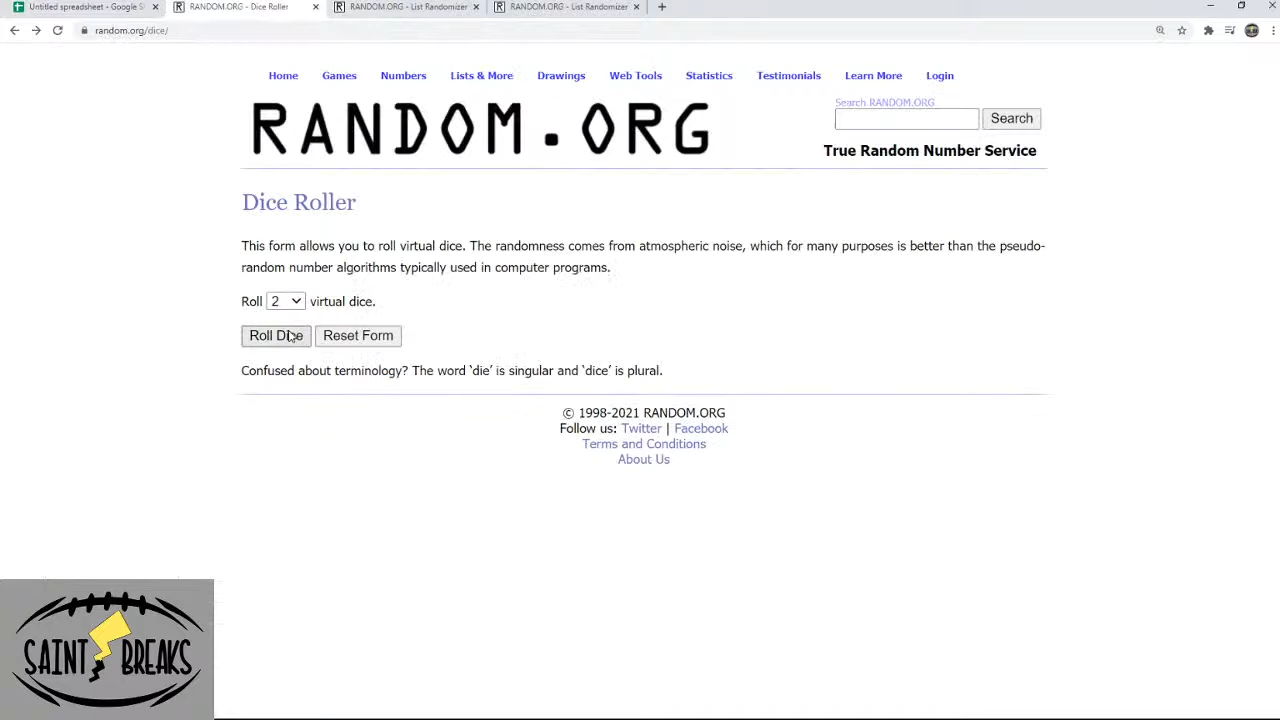 Untitled spreadsheet - Google S
RANDOM.ORG - Dice Roller
RANDOM.ORG - List Randomizer
RANDOM.ORG - List Randomizer
random.org/dice/
Home Games Numbers Lists & More Drawings Web Tools Statistics Testimonials Learn More Login
RANDOM.ORG
Search RANDOM.ORG
Search
True Random Number Service
Dice Roller
This form allows you to roll virtual dice. The randomness comes from atmospheric noise, which for many purposes is better than the pseudo-
random number algorithms typically used in computer programs.
Roll 2 virtual dice.
Roll Dice Reset Form
Confused about terminology? The word ‘die’ is singular and ‘dice’ is plural.
© 1998-2021 RANDOM.ORG
Follow us: Twitter | Facebook
Terms and Conditions
About Us
SAINT BREAKS